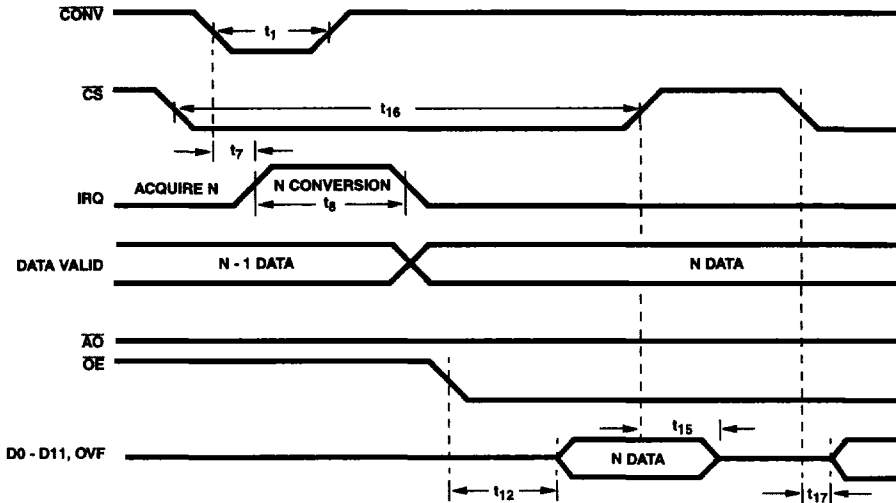 CONV
t1
CS
t16
t7
ACQUIRE N
N CONVERSION
IRQ
t8
DATA VALID
N - 1 DATA
N DATA
AO
OE
t15
D0 - D11, OVF
N DATA
t12
t17